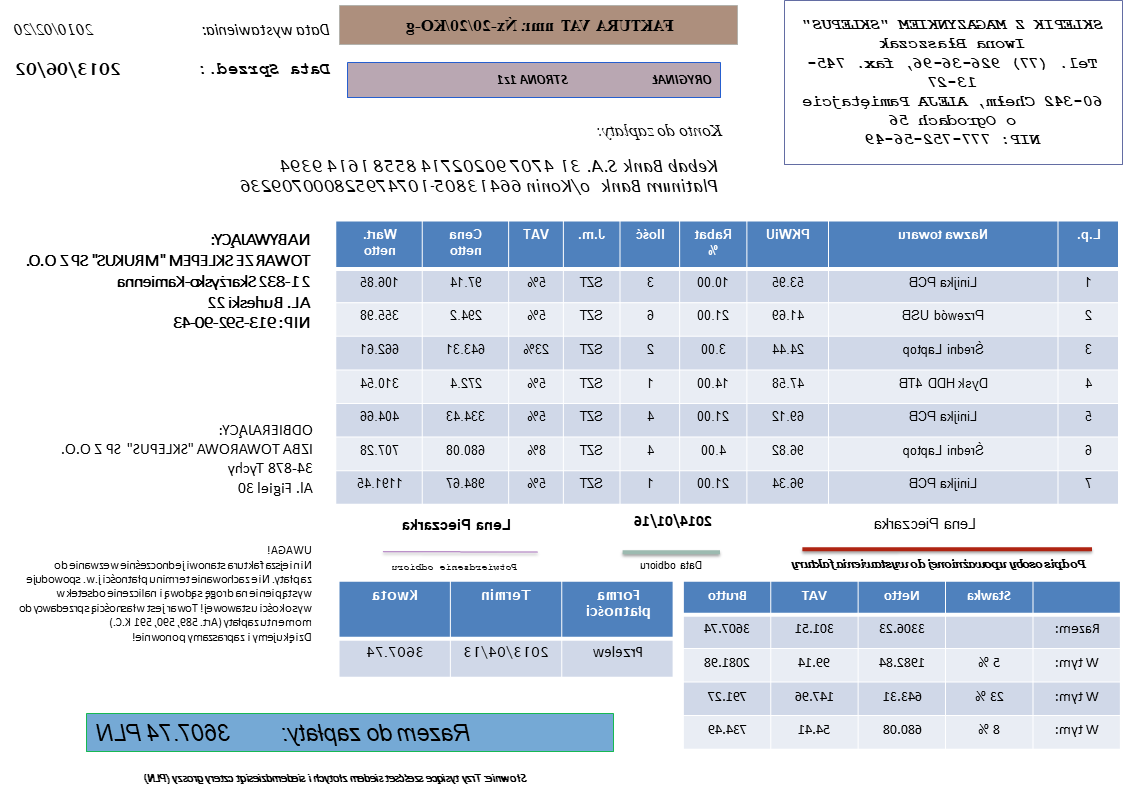 SKLEPIK Z MAGAZYNKIEM "SKLEPUS"
Iwona Błaszczak
Tel. (77) 926-36-96, fax. 745-
13-27
60-342 Chełm, ALEJA Pamiętajcie
o Ogrodach 56
NIP: 777-752-56-49
FAKTURA VAT nmr: Ńx-20/20/KO-g
ORYGINAŁ STRONA 1z1
Data wystawienia: 2010/02/20
Data Sprzed.: 2013/06/02
Konto do zapłaty:
Kebab Bank S.A. 31 4707 9020 2714 8558 1614 9394
Platinum Bank o/Konin 66413805-1074795228000709236
NABYWAJĄCY:
TOWARZE SKLEPEM "MRUKUS" SP Z O.O.
21-832 Skarżysko-Kamienna
AL. Bułeski 22
NIP: 913-592-90-43
ODBIERAJĄCY:
IZBA TOWAROWA "SKLEPUS" SP Z O.O.
34-878 Tychy
Al. Figiel 30
L.p. Nazwa towaru PKWiU Rabat % Ilość J.m. VAT Cena netto Wart. netto
1 Linijka PCB 53.95 10.00 3 SZT 5% 97.14 106.85
2 Przewód USB 41.69 21.00 6 SZT 5% 294.2 355.98
3 Średni Laptop 24.44 3.00 2 SZT 23% 643.31 662.61
4 Dysk HDD 4TB 47.58 14.00 1 SZT 5% 272.4 310.54
5 Linijka PCB 69.12 21.00 4 SZT 5% 334.43 404.66
6 Średni Laptop 96.82 4.00 4 SZT 8% 680.08 707.28
7 Linijka PCB 96.34 21.00 1 SZT 5% 984.67 1191.45
Lena Pieczarka 2014/01/16 Lena Pieczarka
Podpis osoby upoważnionej do wystawienia faktury Data odbioru Potwierdzenie odbioru
UWAGA!
Niniejsza faktura stanowi jednocześnie wezwanie do
zapłaty. Nie zachowanie terminu płatności j.w. spowoduje
wystąpienie na drogę sądową i naliczenie odsetek w
wysokości ustawowej! Towar jest własnością sprzedawcy do
momentu zapłaty (Art. 589, 590, 591 K.C.)
Dziękujemy i zapraszamy ponownie!
Stawka Netto VAT Brutto
Razem: 3306.23 301.51 3607.74
W tym: 5 % 1982.84 99.14 2081.98
W tym: 23 % 643.31 147.96 791.27
W tym: 8 % 680.08 54.41 734.49
Forma płatności Termin Kwota
Przelew 2013/04/13 3607.74
Razem do zapłaty: 3607.74 PLN
Słownie: Trzy tysiące sześćset siedem złotych i siedemdziesiąt cztery groszy (PLN)